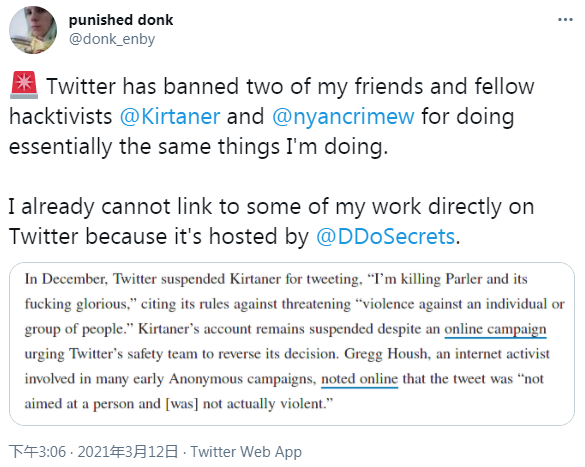 punished donk
@donk_enby
🚨 Twitter has banned two of my friends and fellow
hacktivists @Kirtaner and @nyancrimew for doing
essentially the same things I'm doing.
I already cannot link to some of my work directly on
Twitter because it's hosted by @DDoSecrets.
In December, Twitter suspended Kirtaner for tweeting, “I’m killing Parler and its
fucking glorious,” citing its rules against threatening “violence against an individual or
group of people.” Kirtaner’s account remains suspended despite an online campaign
urging Twitter’s safety team to reverse its decision. Gregg Housh, an internet activist
involved in many early Anonymous campaigns, noted online that the tweet was “not
aimed at a person and [was] not actually violent.”
下午3:06 · 2021年3月12日 · Twitter Web App